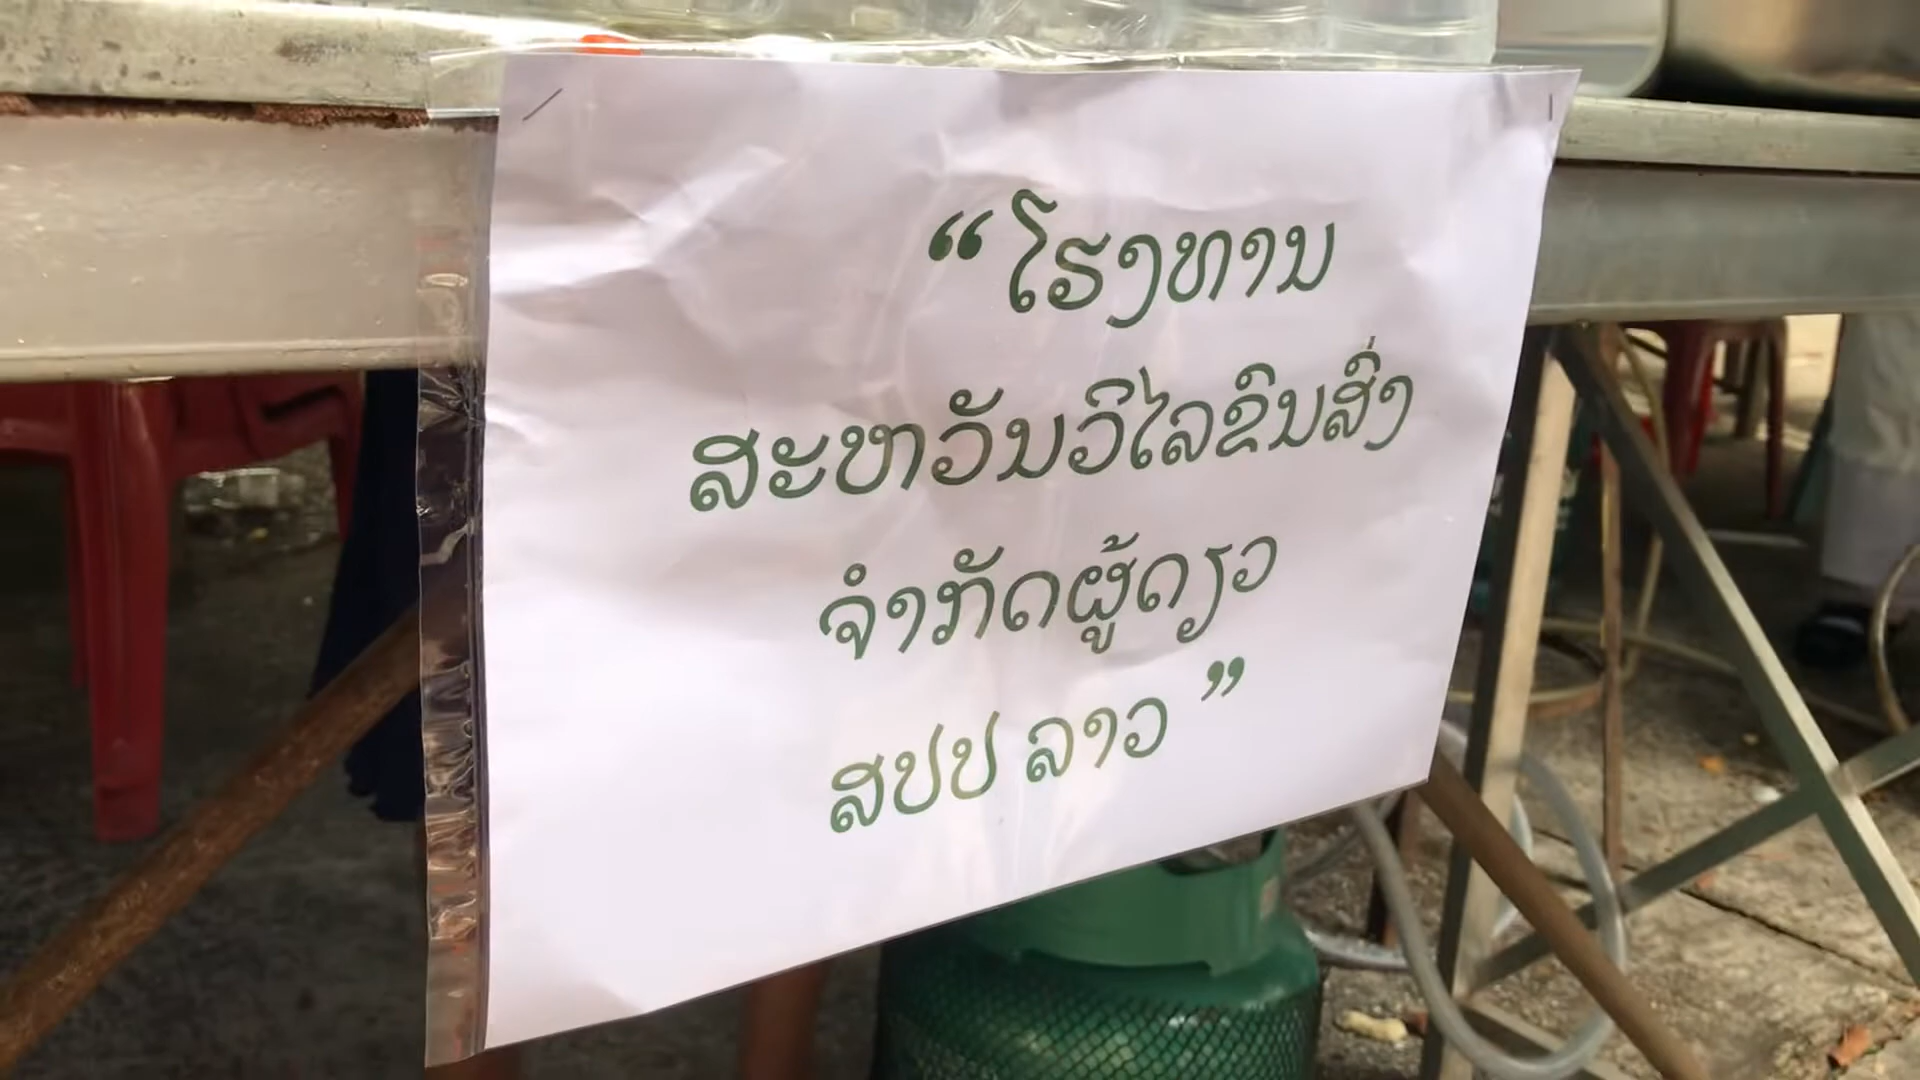 “ ໂຮງທານ
ສະຫວັນວິໄລຂົນສົ່ງ
ຈຳກັດຜູ້ດຽວ
ສປປ ລາວ ”